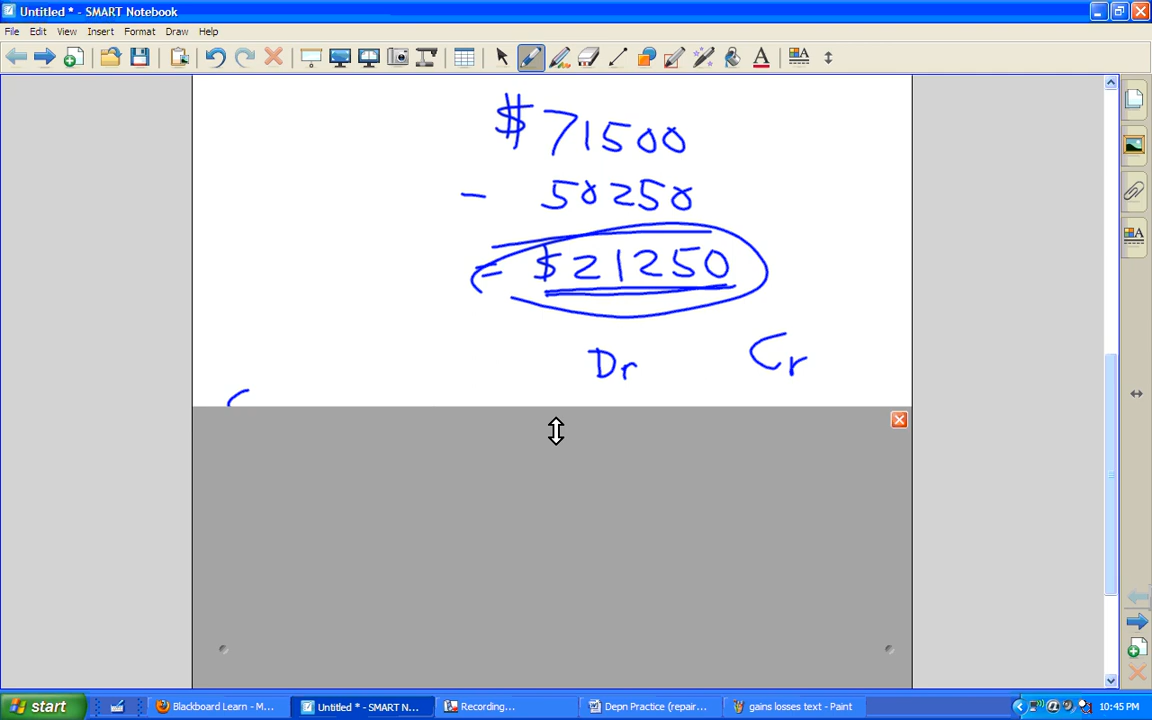 Untitled * - SMART Notebook
File Edit View Insert Format Draw Help
$ 71500
- 50250
= $21250
Dr Cr
start
Blackboard Learn - M...
Untitled * - SMART N...
Recording...
Depn Practice (repair...
gains losses text - Paint
10:45 PM